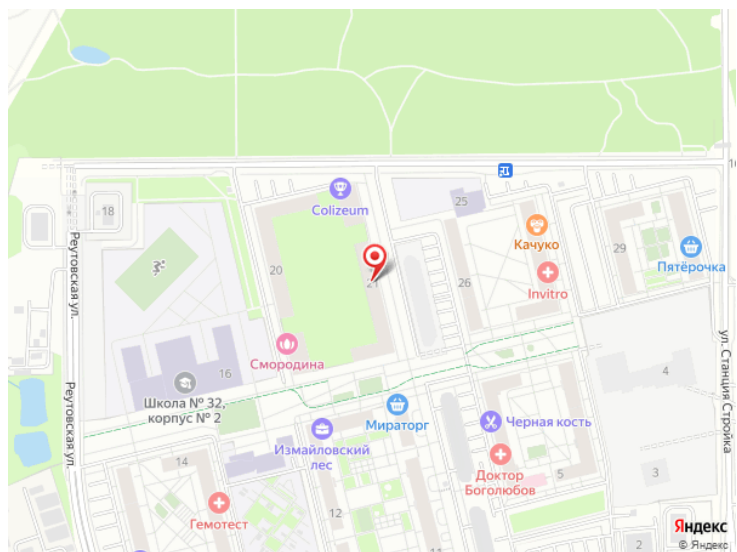 18
Реутовская ул.
Colizeum
20
21
25
26
Качуко
Invitro
29
Пятёрочка
Смородина
16
Школа № 32,
корпус № 2
Реутовская ул.
Мираторг
Измайловский
лес
Черная кость
4
ул. Станция Стройка
14
Гемотест
12
Доктор
Боголюбов
5
3
2
Яндекс
© Яндекс